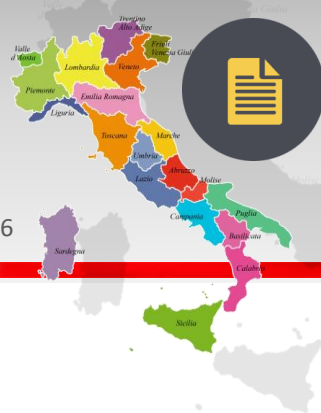 Trentino
Alto Adige
Friuli
Venezia Giuli
Valle
d'Aosta
Lombardia
Veneto
Piemonte
Emilia Romagna
Liguria
Toscana
Marche
Umbria
Abruzzo
Lazio
Molise
Campania
Puglia
6
Basilicata
Sardegna
Calabria
Sicilia